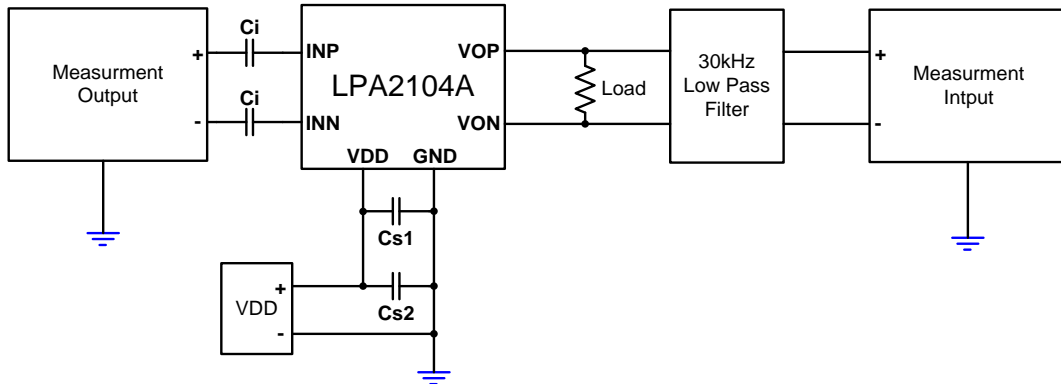 Measurment
Output
+
-
Ci
Ci
INP
INN
LPA2104A
VDD
GND
VOP
VON
Load
30kHz
Low Pass
Filter
+
-
Measurment
Intput
Cs1
Cs2
VDD
+
-